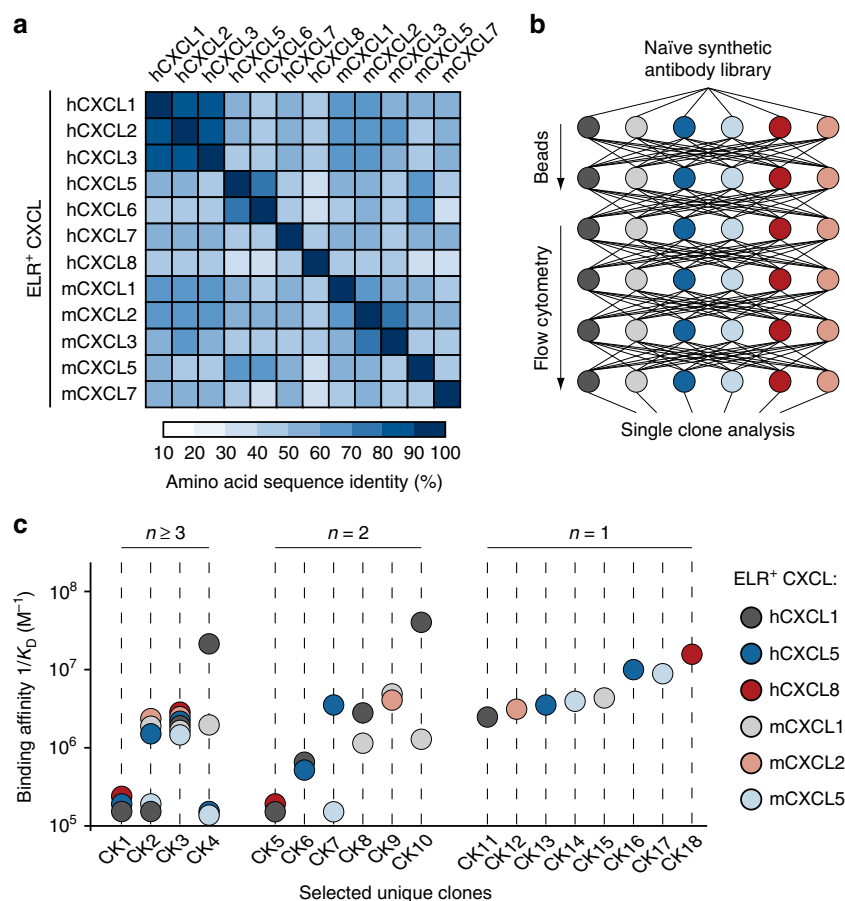 a
hCXCL1 hCXCL2 hCXCL3 hCXCL5 hCXCL6 hCXCL7 hCXCL8 mCXCL1 mCXCL2 mCXCL3 mCXCL5 mCXCL7
ELR⁺ CXCL
hCXCL1
hCXCL2
hCXCL3
hCXCL5
hCXCL6
hCXCL7
hCXCL8
mCXCL1
mCXCL2
mCXCL3
mCXCL5
mCXCL7
10 20 30 40 50 60 70 80 90 100
Amino acid sequence identity (%)
b
Naïve synthetic
antibody library
Beads
Flow cytometry
Single clone analysis
c
n ≥ 3 n = 2 n = 1
Binding affinity 1/K_D (M⁻¹)
10⁸
10⁷
10⁶
10⁵
CK1 CK2 CK3 CK4 CK5 CK6 CK7 CK8 CK9 CK10 CK11 CK12 CK13 CK14 CK15 CK16 CK17 CK18
Selected unique clones
ELR⁺ CXCL:
hCXCL1
hCXCL5
hCXCL8
mCXCL1
mCXCL2
mCXCL5